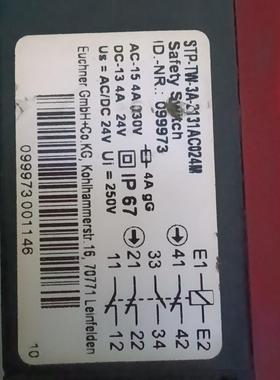 STP-TW-3A-2131AC024M
Safety Switch
ID.-NR.: 099973
AC-15 4A 230V
DC-13 4A 24V
Us = AC/DC 24V
4A gG
IP 67
Ui = 250V
Euchner GmbH+Co.KG, Kohlhammerstr. 16, 70771 Leinfelden
099973 001146
10
E1 E2
41 42
33 34
21 22
11 12